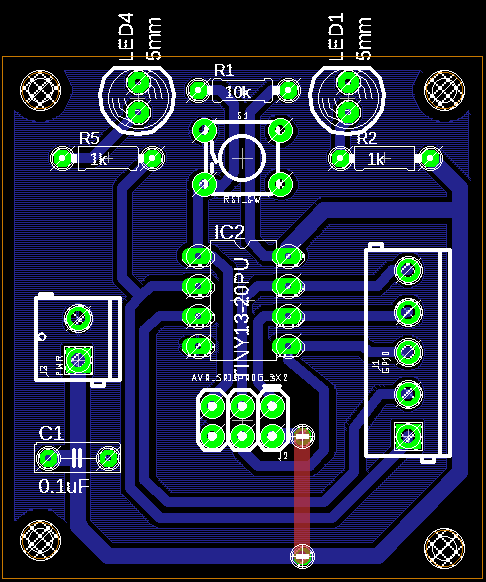 LED4
5mm
LED1
5mm
R1
10k
S1
R5
1k
R2
1k
RST_SW
IC2
TINY13-20PU
J1
GPIO
J3
PWR
AVR_SPI_PROG_3X2
J2
C1
0.1uF